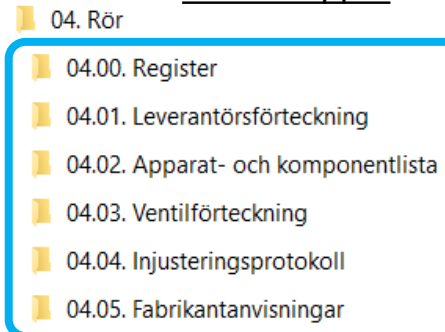 04. Rör
04.00. Register
04.01. Leverantörsförteckning
04.02. Apparat- och komponentlista
04.03. Ventilförteckning
04.04. Injusteringsprotokoll
04.05. Fabrikantanvisningar